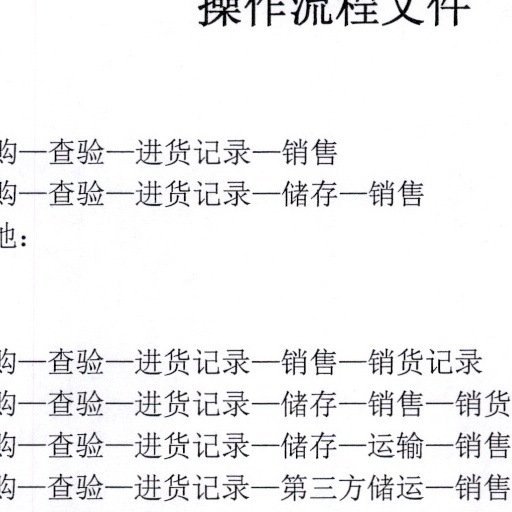 操作流程文件
购—查验—进货记录—销售
购—查验—进货记录—储存—销售
他：
购—查验—进货记录—销售—销货记录
购—查验—进货记录—储存—销售—销货
购—查验—进货记录—储存—运输—销售
购—查验—进货记录—第三方储运—销售